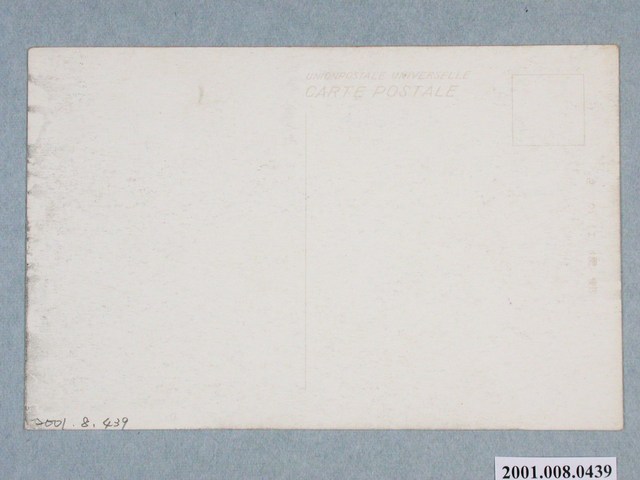 UNION POSTALE UNIVERSELLE
CARTE POSTALE
2001.8.439
2001.008.0439